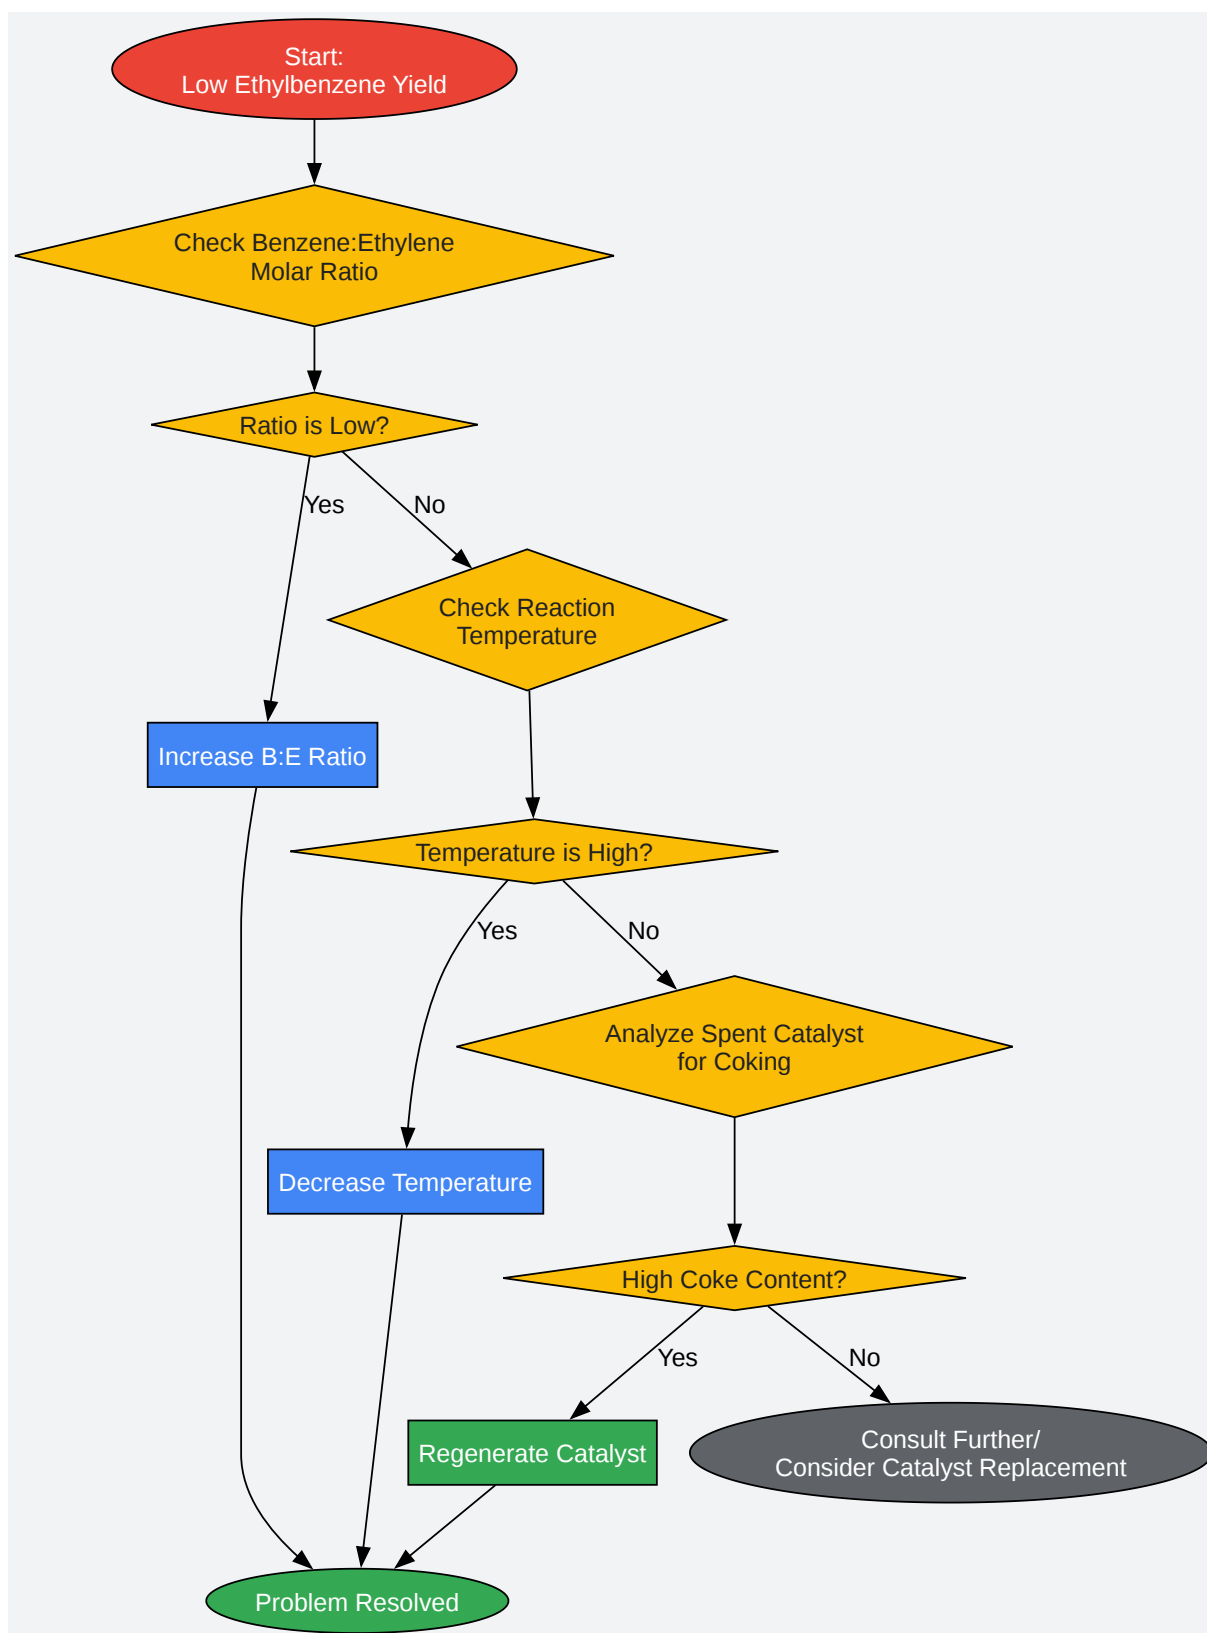 Start:
Low Ethylbenzene Yield
Check Benzene:Ethylene
Molar Ratio
Ratio is Low?
Yes
No
Check Reaction
Temperature
Increase B:E Ratio
Temperature is High?
Yes
No
Analyze Spent Catalyst
for Coking
Decrease Temperature
High Coke Content?
Yes
No
Regenerate Catalyst
Consult Further/
Consider Catalyst Replacement
Problem Resolved